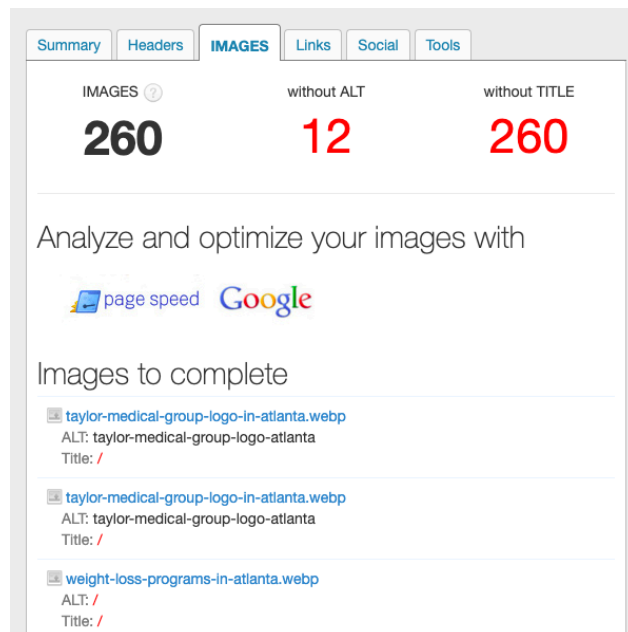 Summary Headers IMAGES Links Social Tools
IMAGES ? without ALT without TITLE
260 12 260
Analyze and optimize your images with
page speed Google
Images to complete
taylor-medical-group-logo-in-atlanta.webp
ALT: taylor-medical-group-logo-atlanta
Title: /
taylor-medical-group-logo-in-atlanta.webp
ALT: taylor-medical-group-logo-atlanta
Title: /
weight-loss-programs-in-atlanta.webp
ALT: /
Title: /